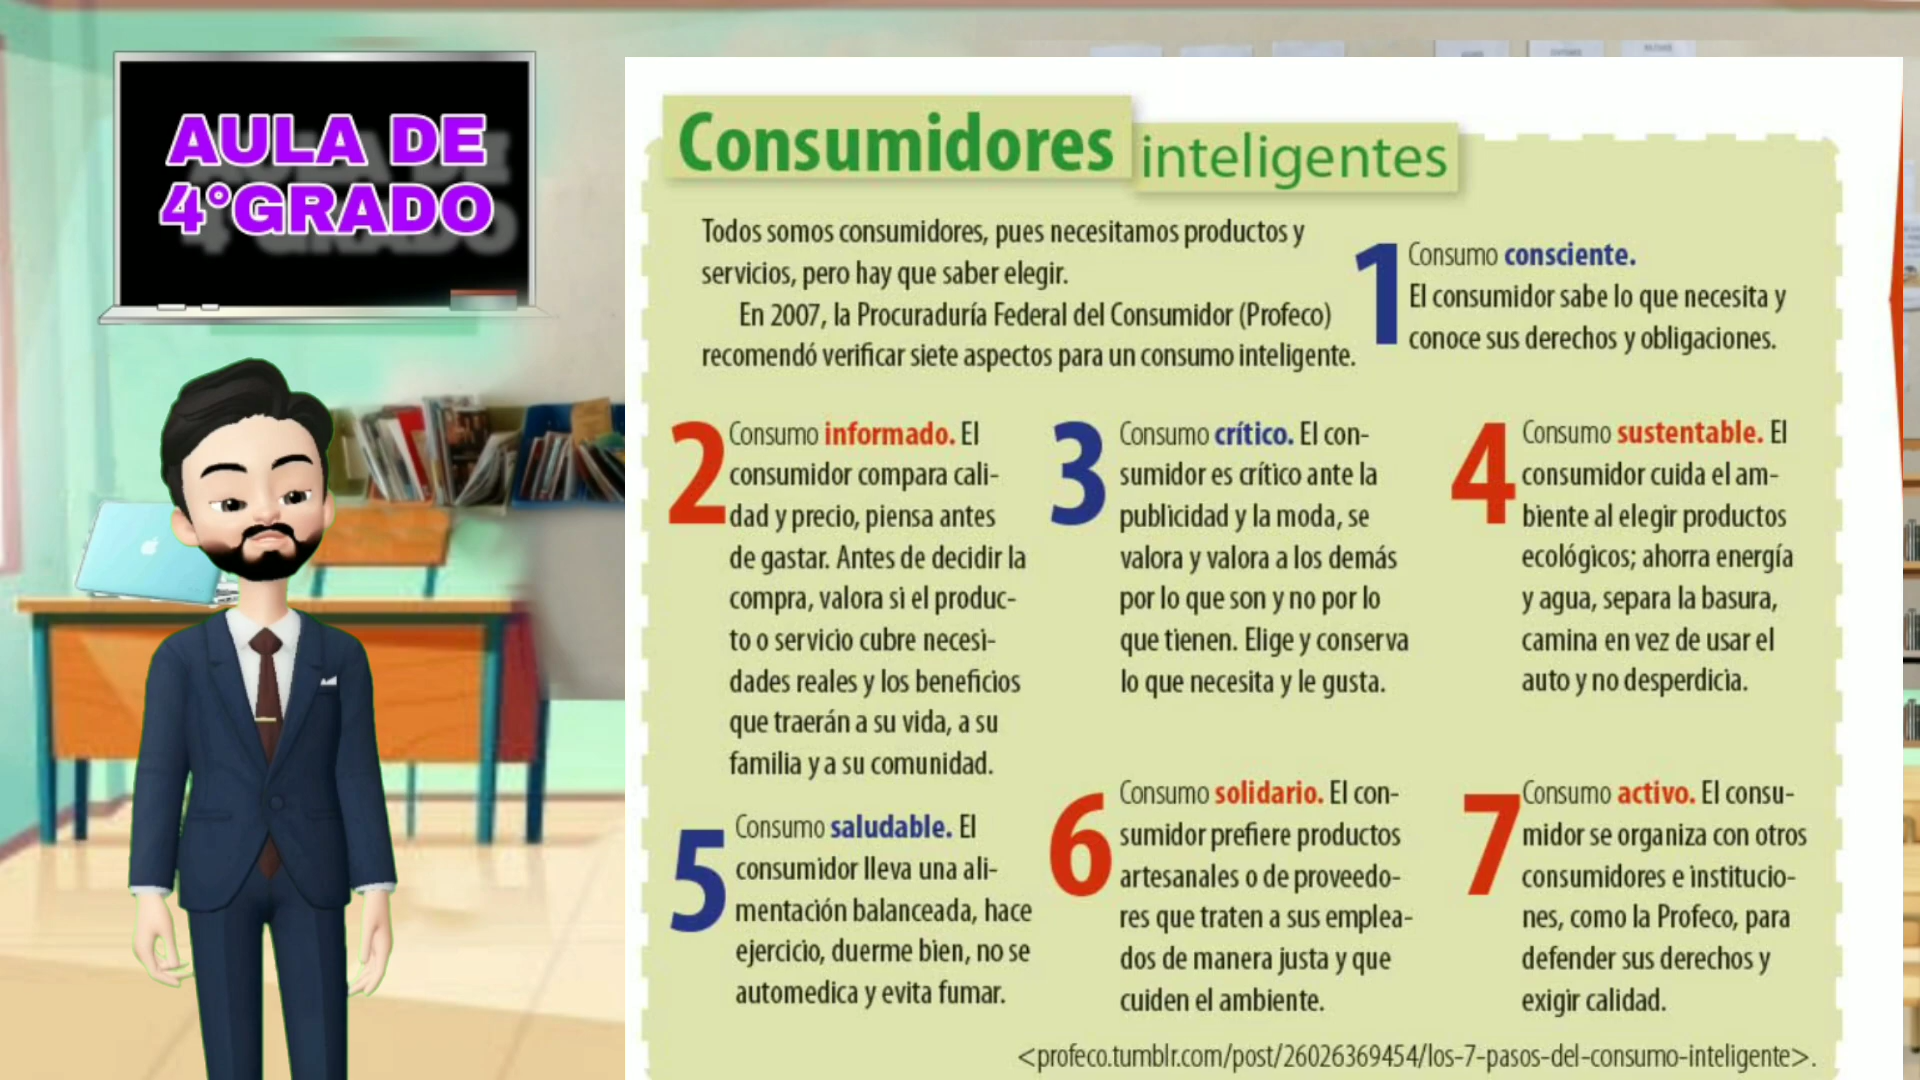 AULA DE
4°GRADO
Consumidores inteligentes
Todos somos consumidores, pues necesitamos productos y
servicios, pero hay que saber elegir.
En 2007, la Procuraduría Federal del Consumidor (Profeco)
recomendó verificar siete aspectos para un consumo inteligente.
1 Consumo consciente.
El consumidor sabe lo que necesita y
conoce sus derechos y obligaciones.
2 Consumo informado. El
consumidor compara cali-
dad y precio, piensa antes
de gastar. Antes de decidir la
compra, valora si el produc-
to o servicio cubre necesi-
dades reales y los beneficios
que traerán a su vida, a su
familia y a su comunidad.
3 Consumo crítico. El con-
sumidor es crítico ante la
publicidad y la moda, se
valora y valora a los demás
por lo que son y no por lo
que tienen. Elige y conserva
lo que necesita y le gusta.
4 Consumo sustentable. El
consumidor cuida el am-
biente al elegir productos
ecológicos; ahorra energía
y agua, separa la basura,
camina en vez de usar el
auto y no desperdicia.
5 Consumo saludable. El
consumidor lleva una ali-
mentación balanceada, hace
ejercicio, duerme bien, no se
automedica y evita fumar.
6 Consumo solidario. El con-
sumidor prefiere productos
artesanales o de proveedo-
res que traten a sus emplea-
dos de manera justa y que
cuiden el ambiente.
7 Consumo activo. El consu-
midor se organiza con otros
consumidores e institucio-
nes, como la Profeco, para
defender sus derechos y
exigir calidad.
<profeco.tumblr.com/post/26026369454/los-7-pasos-del-consumo-inteligente>.